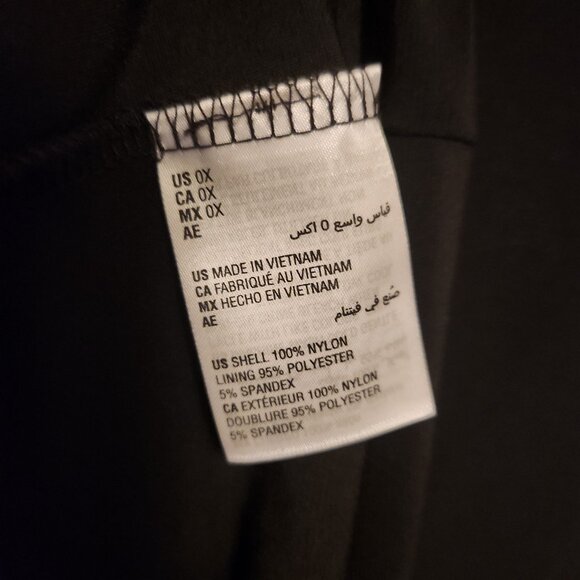 US 0X
CA 0X
MX 0X
AE قياس واسع 0 اكس
US MADE IN VIETNAM
CA FABRIQUÉ AU VIETNAM
MX HECHO EN VIETNAM
AE صُنع في فيتنام
US SHELL 100% NYLON
LINING 95% POLYESTER
5% SPANDEX
CA EXTÉRIEUR 100% NYLON
DOUBLURE 95% POLYESTER
5% SPANDEX